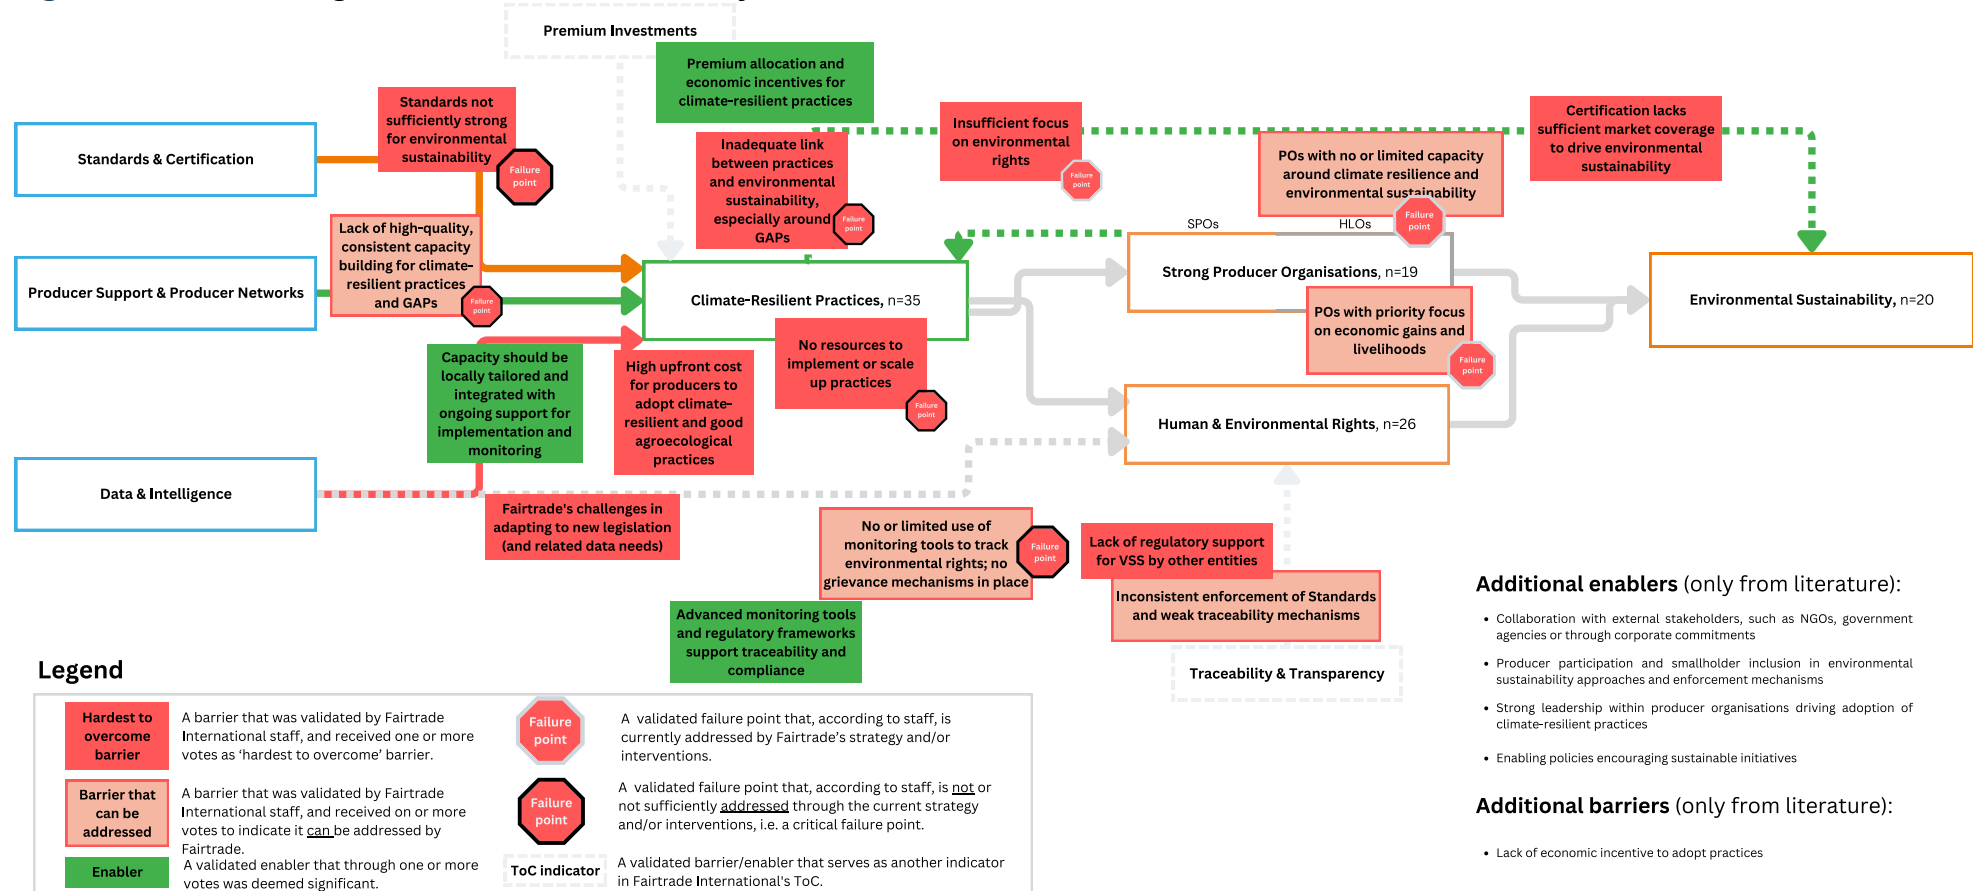 Premium Investments
Premium allocation and
economic incentives for
climate-resilient practices
Standards not
sufficiently strong
for environmental
sustainability
Failure
point
Standards & Certification
Inadequate link
between practices
and environmental
sustainability,
especially around
GAPs
Failure
point
Insufficient focus
on environmental
rights
Failure
point
POs with no or limited capacity
around climate resilience and
environmental sustainability
Failure
point
Certification lacks
sufficient market coverage
to drive environmental
sustainability
Lack of high-quality,
consistent capacity
building for climate-
resilient practices
and GAPs
Failure
point
Producer Support & Producer Networks
SPOs
HLOs
Climate-Resilient Practices, n=35
Strong Producer Organisations, n=19
Environmental Sustainability, n=20
POs with priority focus
on economic gains and
livelihoods
Failure
point
No resources to
implement or scale
up practices
Failure
point
Capacity should be
locally tailored and
integrated with
ongoing support for
implementation and
monitoring
High upfront cost
for producers to
adopt climate-
resilient and good
agroecological
practices
Human & Environmental Rights, n=26
Data & Intelligence
Fairtrade's challenges in
adapting to new legislation
(and related data needs)
No or limited use of
monitoring tools to track
environmental rights; no
grievance mechanisms in place
Failure
point
Lack of regulatory support
for VSS by other entities
Inconsistent enforcement of Standards
and weak traceability mechanisms
Advanced monitoring tools
and regulatory frameworks
support traceability and
compliance
Traceability & Transparency
Additional enablers (only from literature):
• Collaboration with external stakeholders, such as NGOs, government
agencies or through corporate commitments
• Producer participation and smallholder inclusion in environmental
sustainability approaches and enforcement mechanisms
• Strong leadership within producer organisations driving adoption of
climate-resilient practices
• Enabling policies encouraging sustainable initiatives
Additional barriers (only from literature):
• Lack of economic incentive to adopt practices
Legend
Hardest to
overcome
barrier
A barrier that was validated by Fairtrade
International staff, and received one or more
votes as ‘hardest to overcome’ barrier.
Barrier that
can be
addressed
A barrier that was validated by Fairtrade
International staff, and received on or more
votes to indicate it can be addressed by
Fairtrade.
Enabler
A validated enabler that through one or more
votes was deemed significant.
Failure
point
A validated failure point that, according to staff, is
currently addressed by Fairtrade’s strategy and/or
interventions.
Failure
point
A validated failure point that, according to staff, is not or
not sufficiently addressed through the current strategy
and/or interventions, i.e. a critical failure point.
ToC indicator
A validated barrier/enabler that serves as another indicator
in Fairtrade International's ToC.